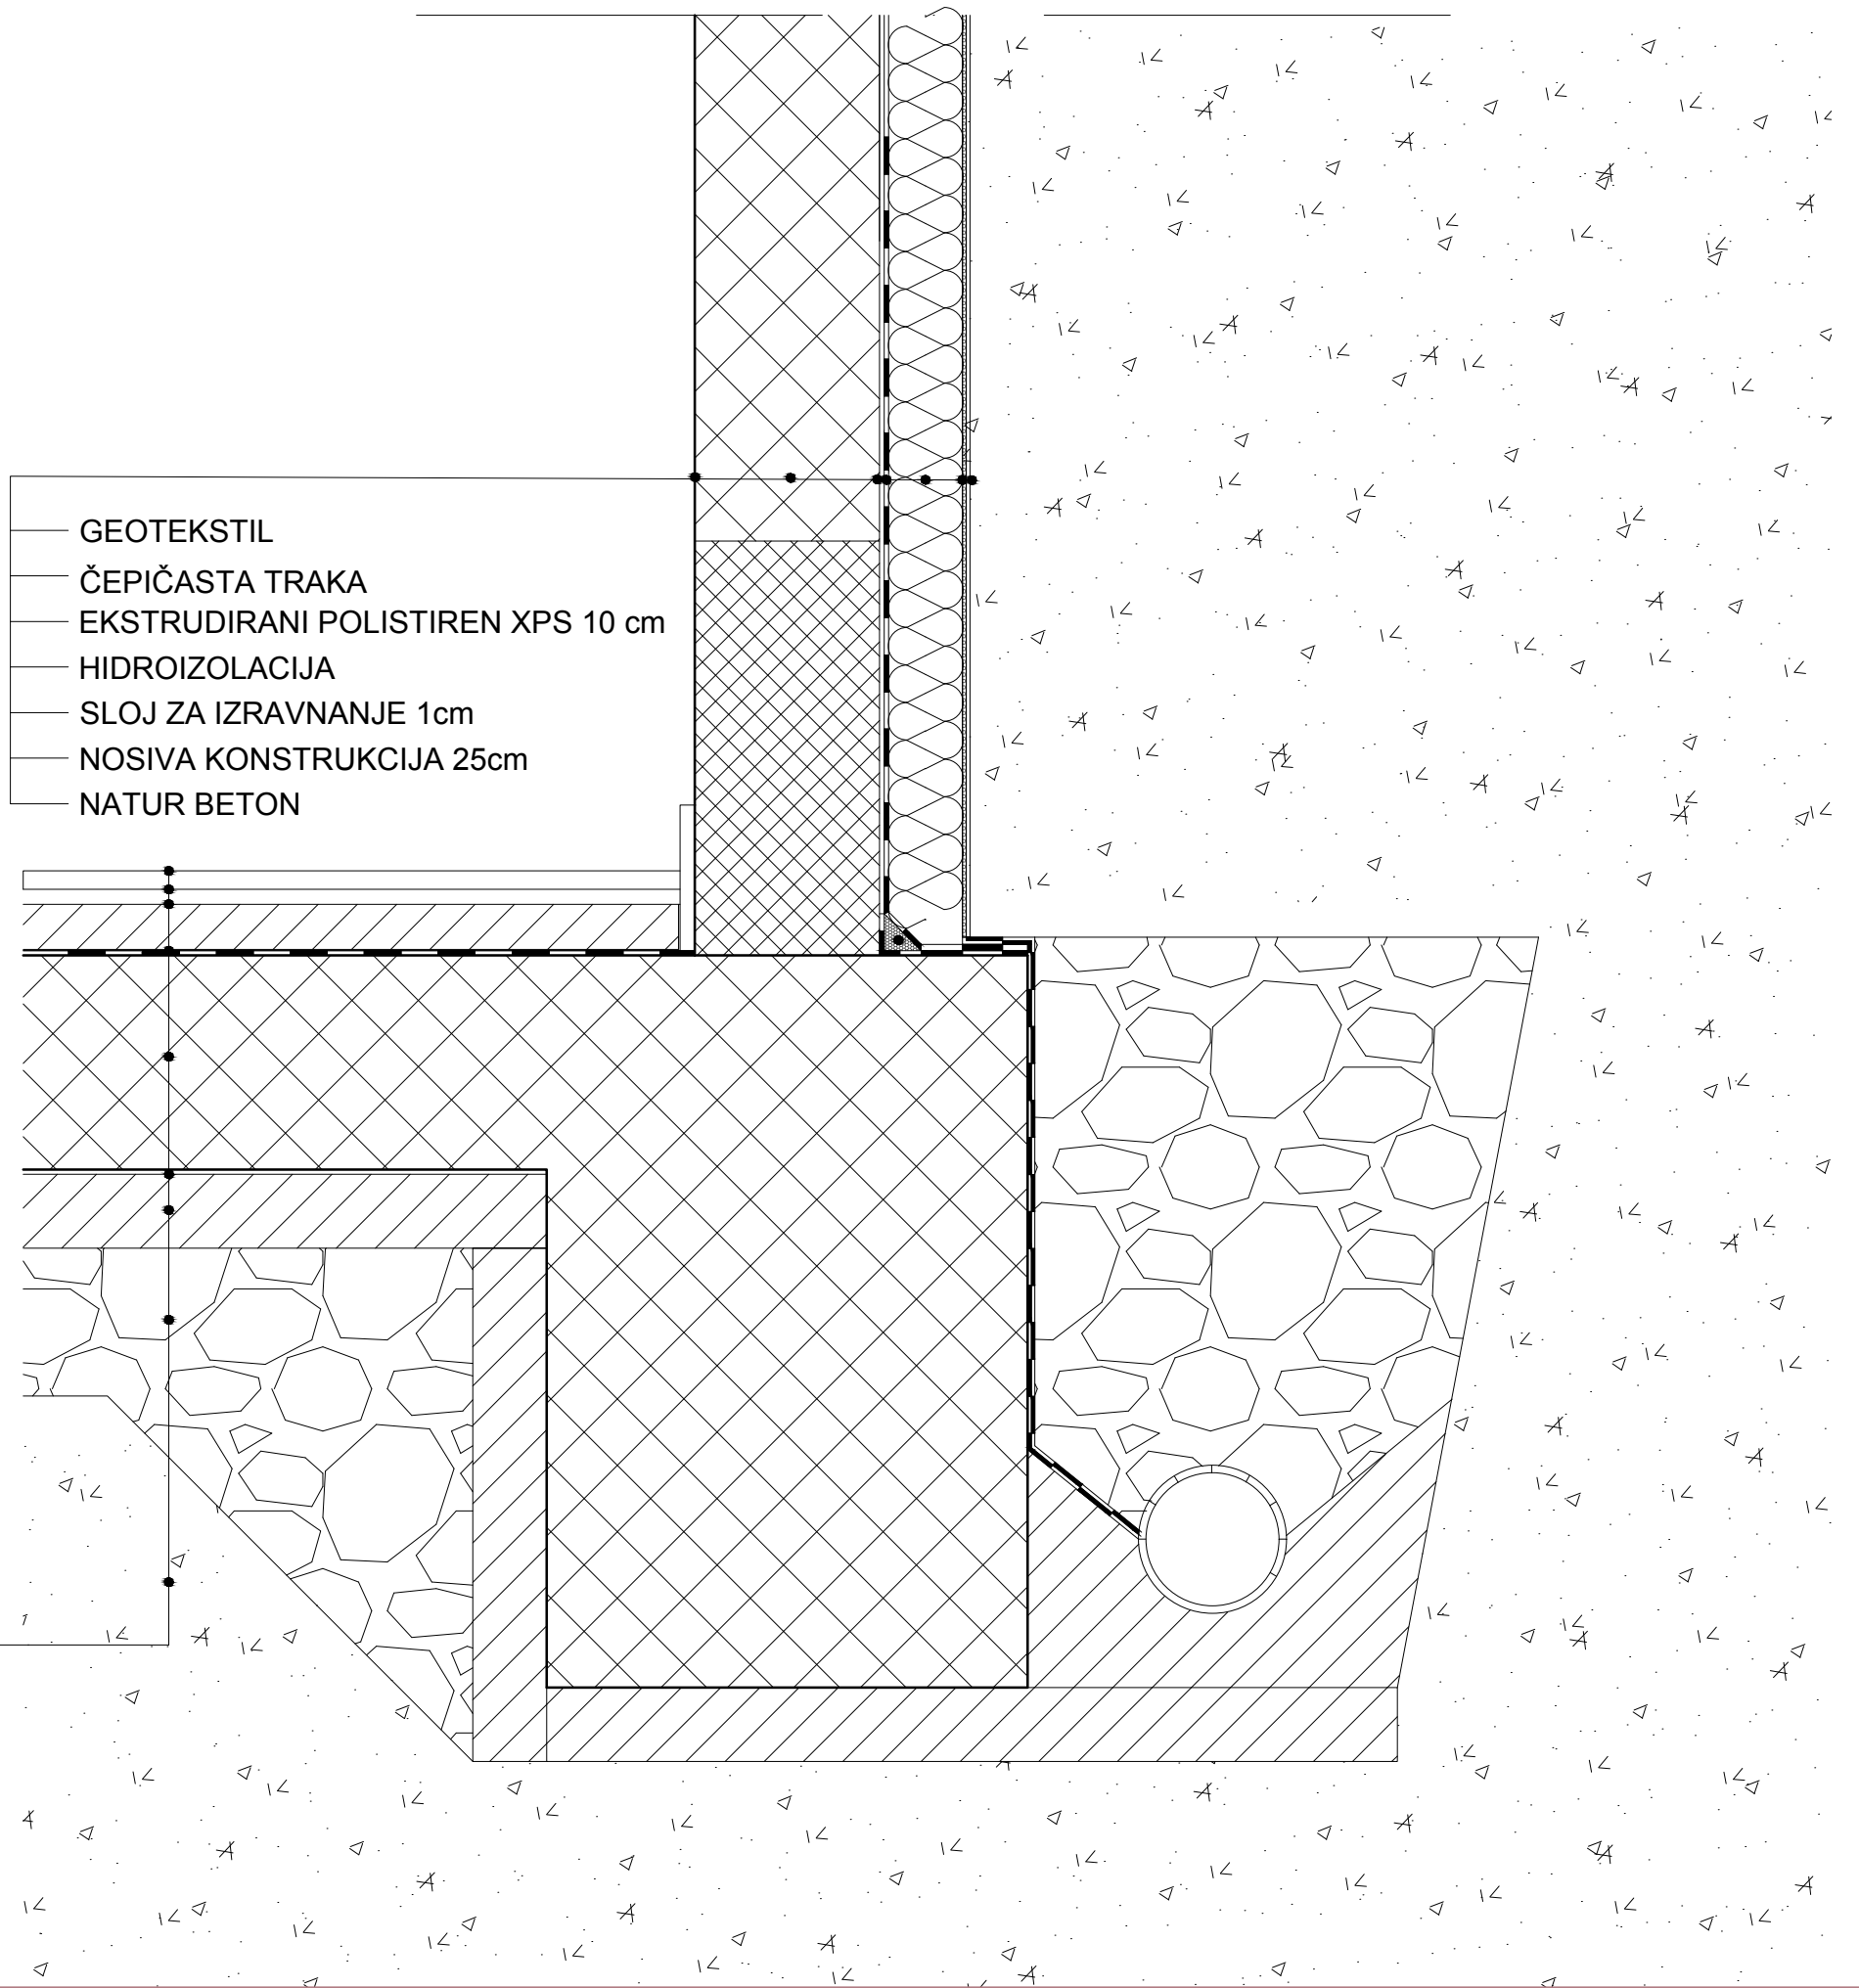 GEOTEKSTIL
ČEPIČASTA TRAKA
EKSTRUDIRANI POLISTIREN XPS 10 cm
HIDROIZOLACIJA
SLOJ ZA IZRAVNANJE 1cm
NOSIVA KONSTRUKCIJA 25cm
NATUR BETON